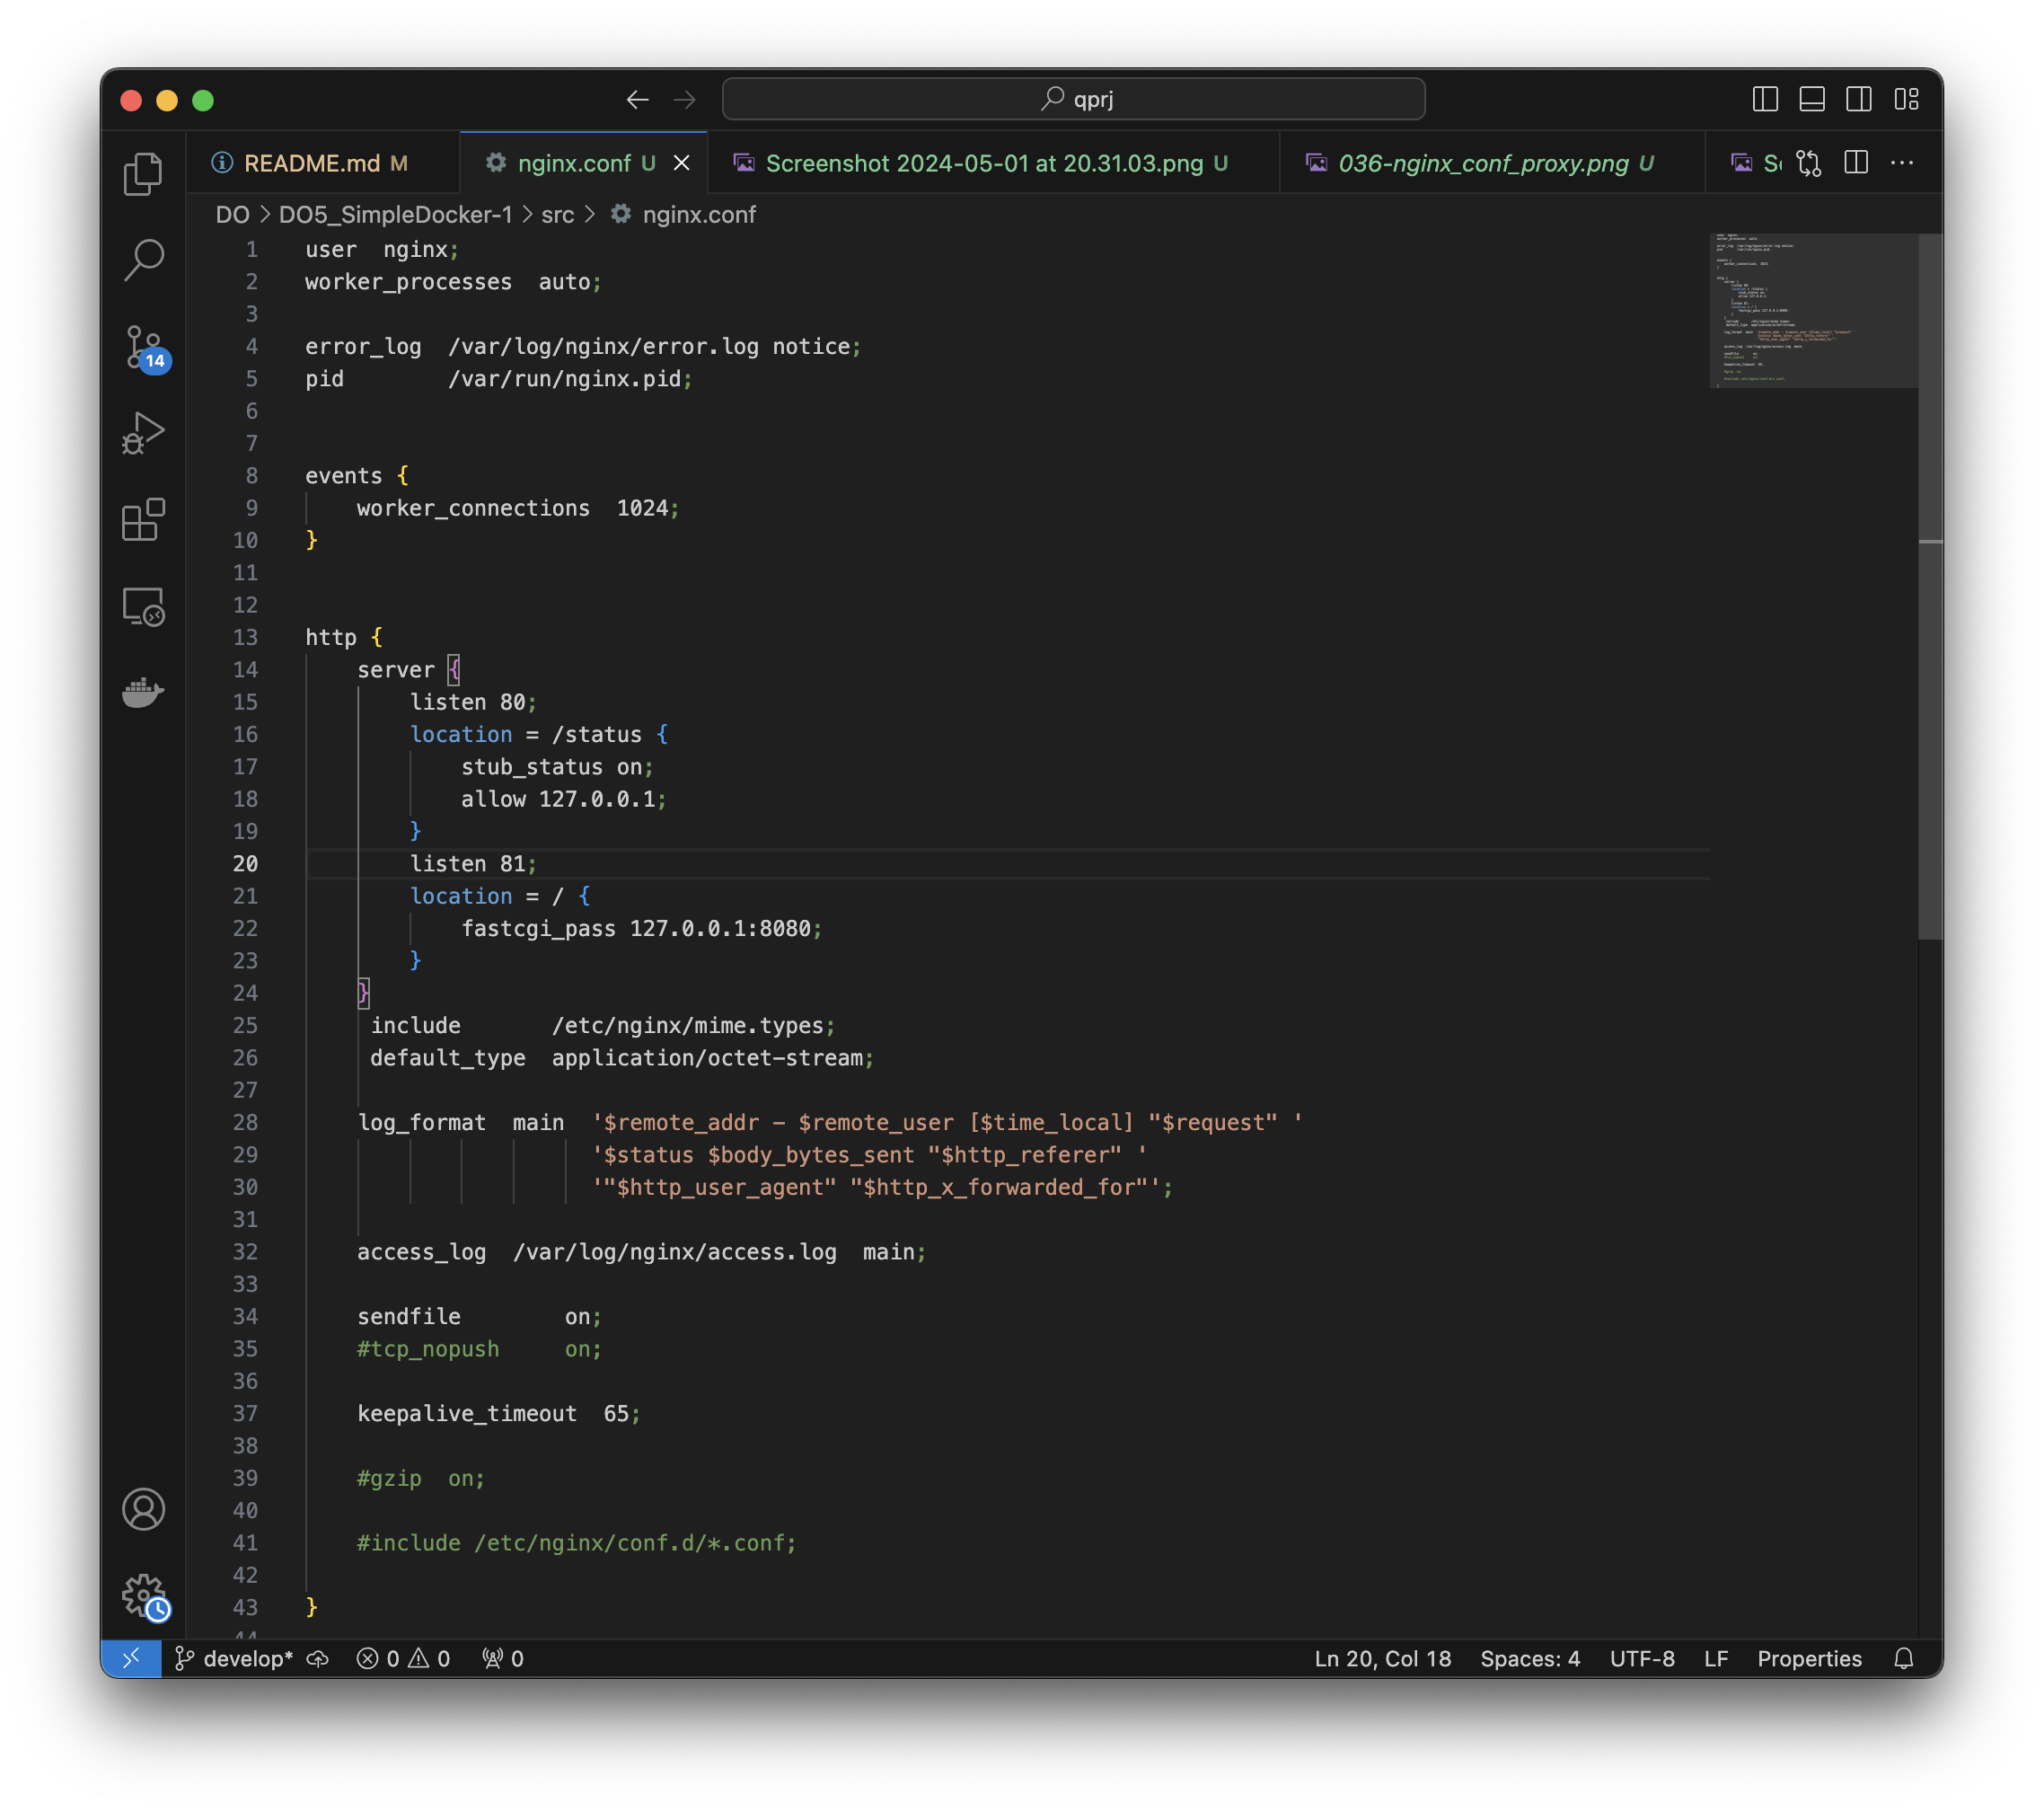 qprj
README.md M
nginx.conf U
Screenshot 2024-05-01 at 20.31.03.png U
036-nginx_conf_proxy.png U
DO > DO5_SimpleDocker-1 > src > nginx.conf
1 user  nginx;
2 worker_processes  auto;
3
4 error_log  /var/log/nginx/error.log notice;
5 pid        /var/run/nginx.pid;
6
7
8 events {
9     worker_connections  1024;
10 }
11
12
13 http {
14     server {
15         listen 80;
16         location = /status {
17             stub_status on;
18             allow 127.0.0.1;
19         }
20         listen 81;
21         location = / {
22             fastcgi_pass 127.0.0.1:8080;
23         }
24     }
25      include       /etc/nginx/mime.types;
26      default_type  application/octet-stream;
27
28     log_format  main  '$remote_addr - $remote_user [$time_local] "$request" '
29                       '$status $body_bytes_sent "$http_referer" '
30                       '"$http_user_agent" "$http_x_forwarded_for"';
31
32     access_log  /var/log/nginx/access.log  main;
33
34     sendfile        on;
35     #tcp_nopush     on;
36
37     keepalive_timeout  65;
38
39     #gzip  on;
40
41     #include /etc/nginx/conf.d/*.conf;
42
43 }
14
develop* 0 0 0 Ln 20, Col 18 Spaces: 4 UTF-8 LF Properties